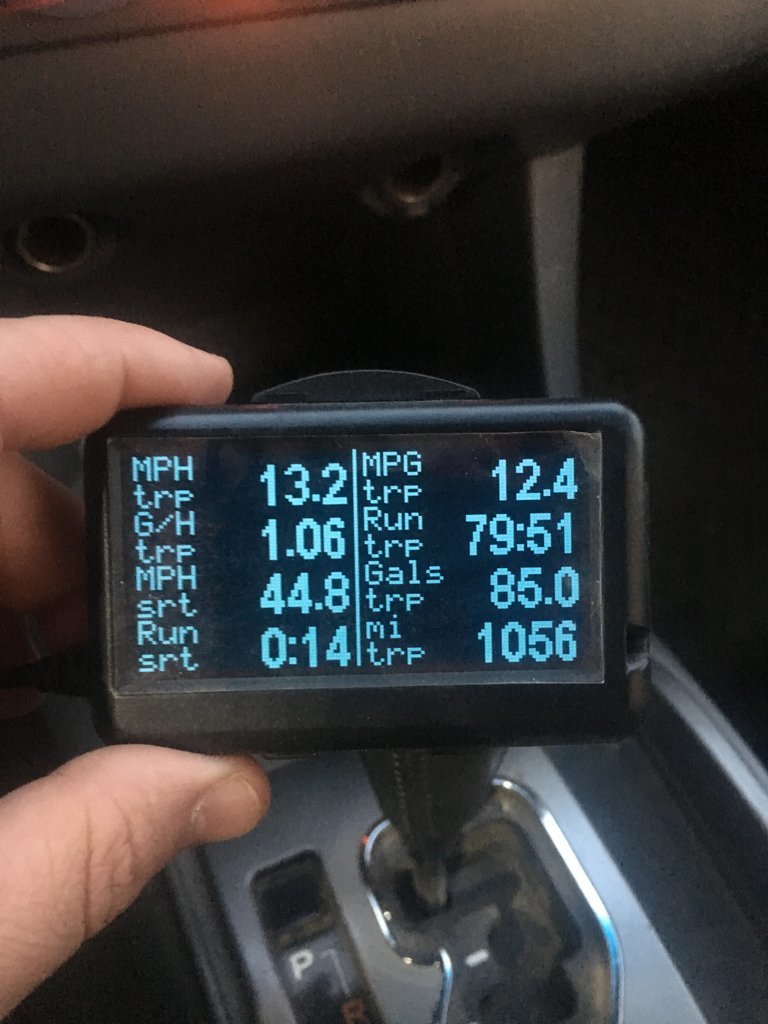 MPH trp 13.2
G/H trp 1.06
MPH srt 44.8
Run srt 0:14
MPG trp 12.4
Run trp 79:51
Gals trp 85.0
mi trp 1056
P
R